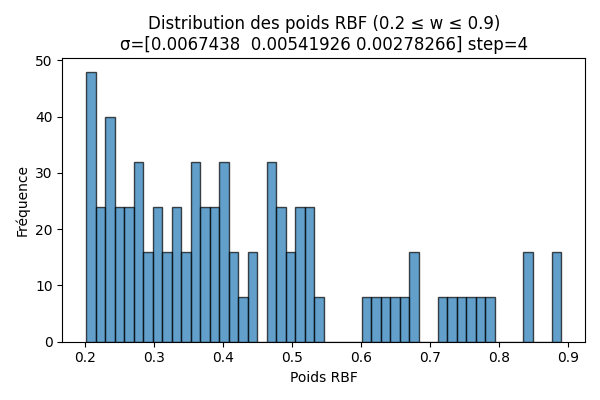 Distribution des poids RBF (0.2 ≤ w ≤ 0.9)
σ=[0.0067438  0.00541926 0.00278266] step=4
50
40
30
20
10
0
Fréquence
0.2 0.3 0.4 0.5 0.6 0.7 0.8 0.9
Poids RBF